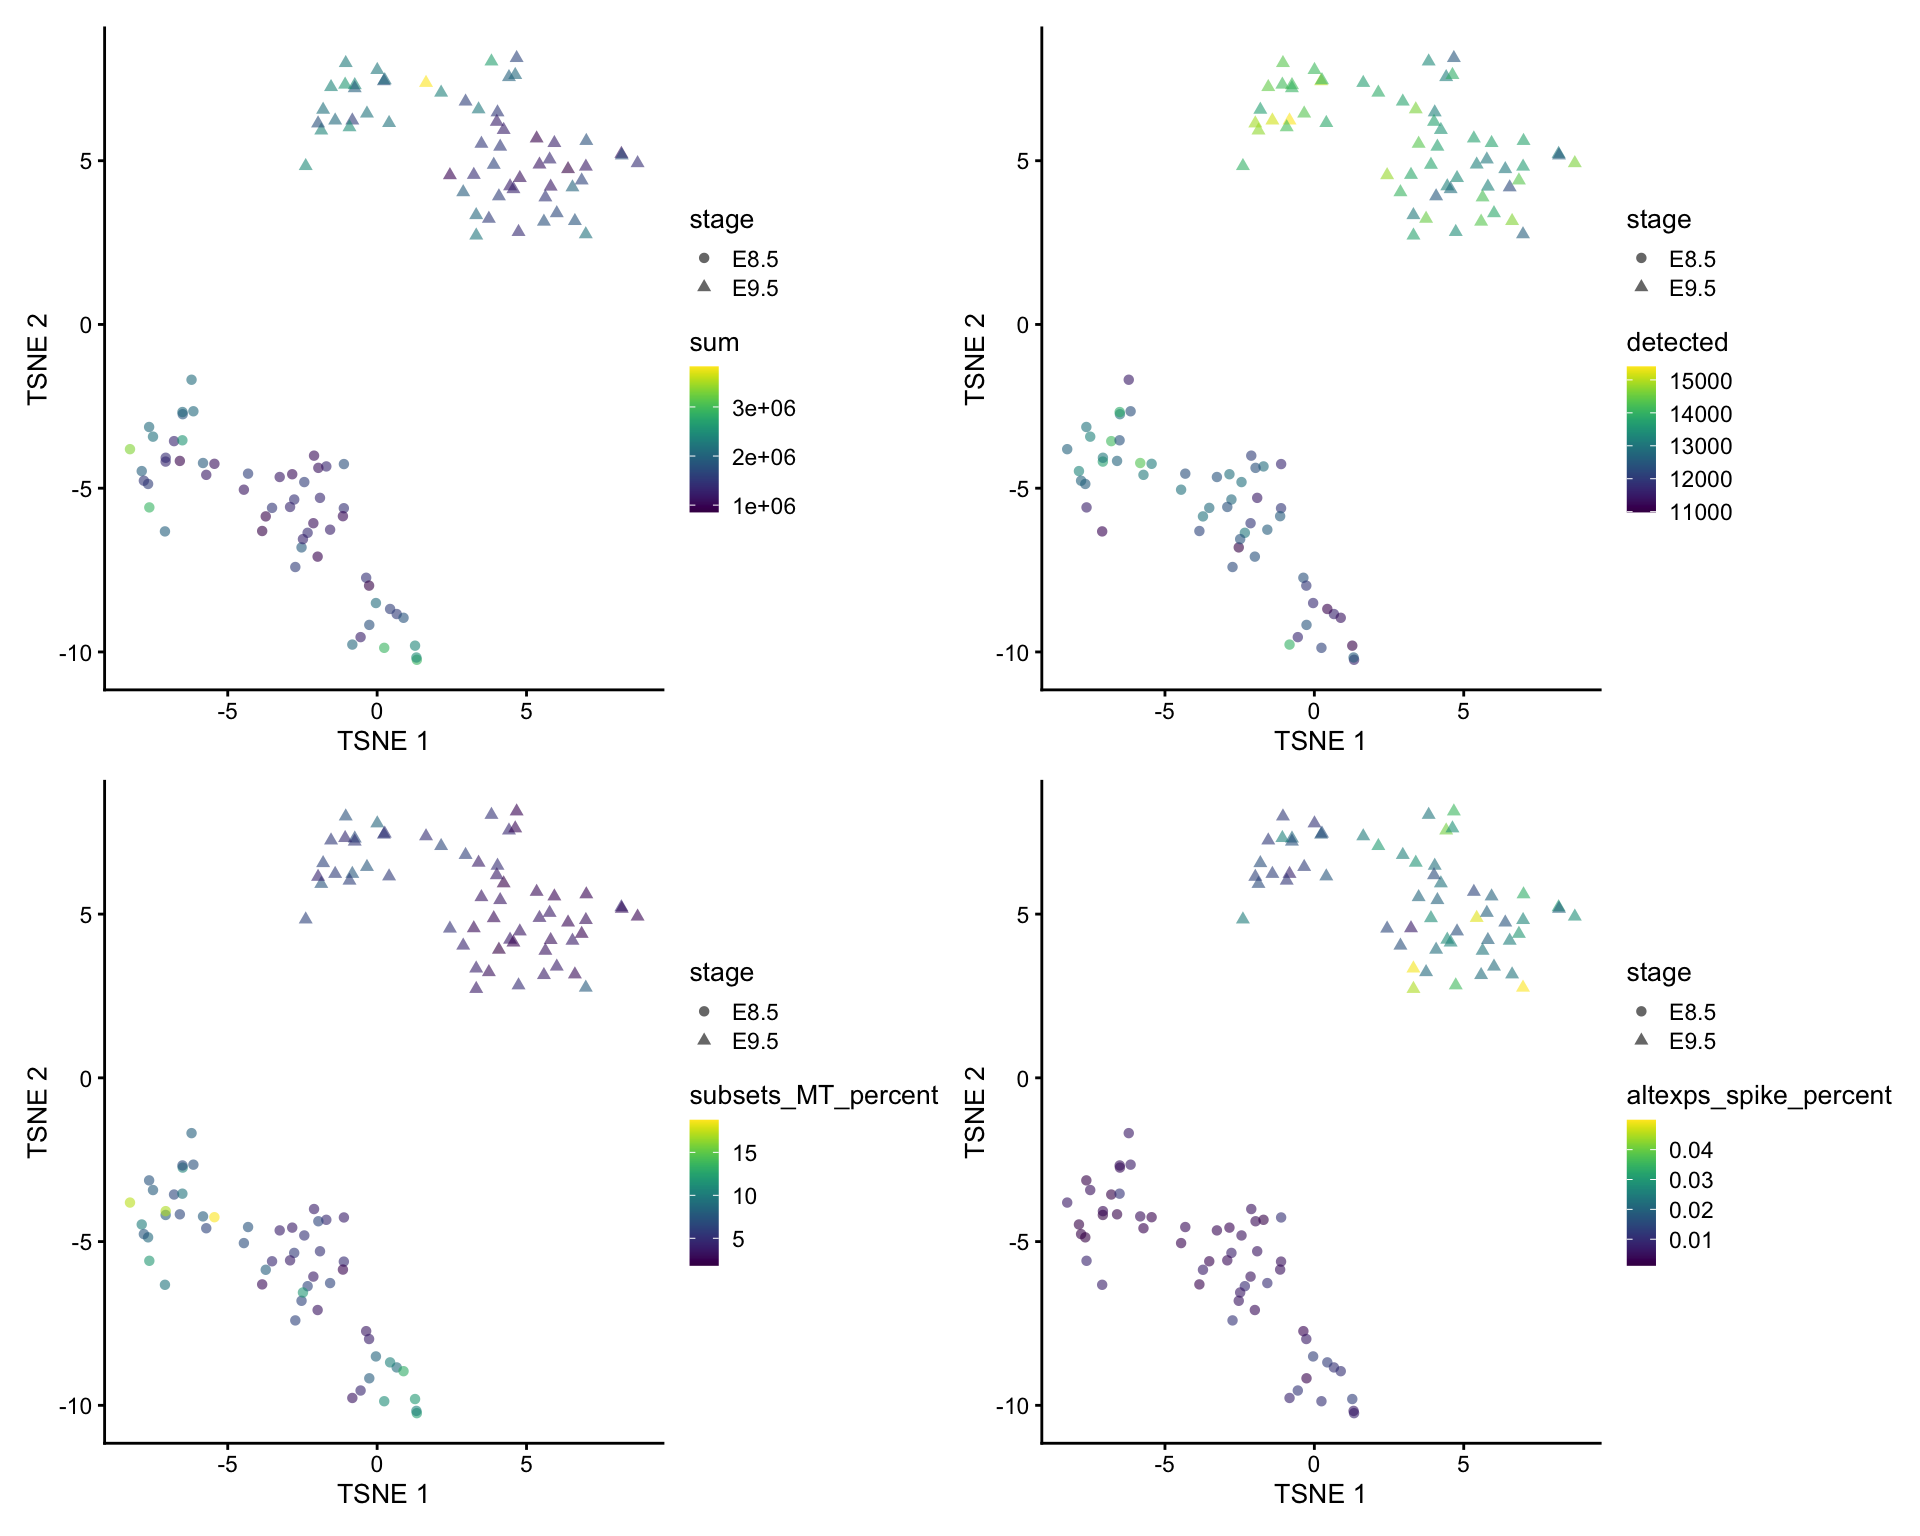 TSNE 2
5
0
-5
-10
-5 0 5
TSNE 1
stage
E8.5
E9.5
sum
3e+06
2e+06
1e+06
TSNE 2
5
0
-5
-10
-5 0 5
TSNE 1
stage
E8.5
E9.5
detected
15000
14000
13000
12000
11000
TSNE 2
5
0
-5
-10
-5 0 5
TSNE 1
stage
E8.5
E9.5
subsets_MT_percent
15
10
5
TSNE 2
5
0
-5
-10
-5 0 5
TSNE 1
stage
E8.5
E9.5
altexps_spike_percent
0.04
0.03
0.02
0.01